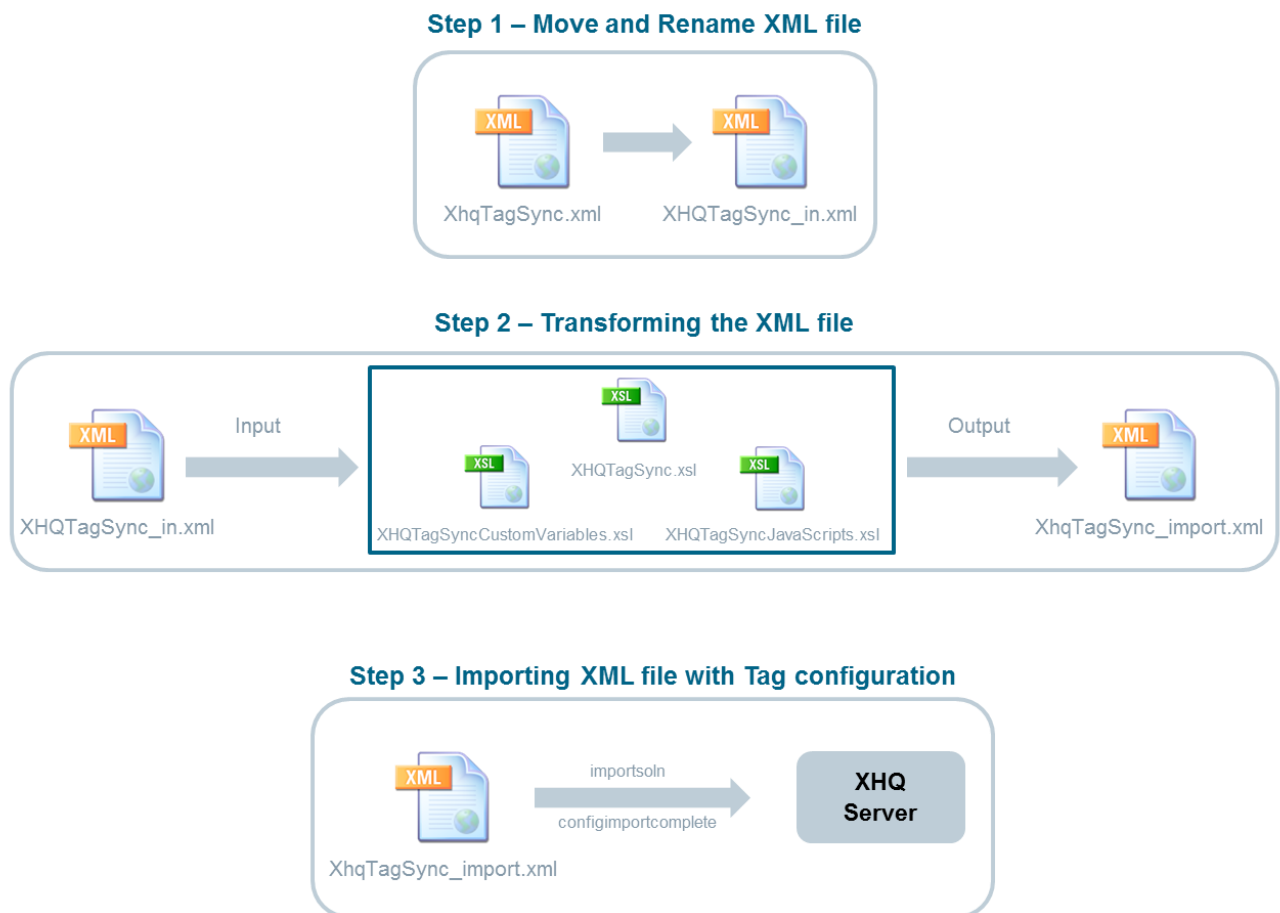 Step 1 – Move and Rename XML file
XML
XML
XhqTagSync.xml
XHQTagSync_in.xml
Step 2 – Transforming the XML file
XML
Input
XSL
XHQTagSync.xsl
XSL
XSL
XHQTagSyncCustomVariables.xsl
XHQTagSyncJavaScripts.xsl
Output
XML
XHQTagSync_in.xml
XhqTagSync_import.xml
Step 3 – Importing XML file with Tag configuration
XML
importsoln
configimportcomplete
XHQ
Server
XhqTagSync_import.xml